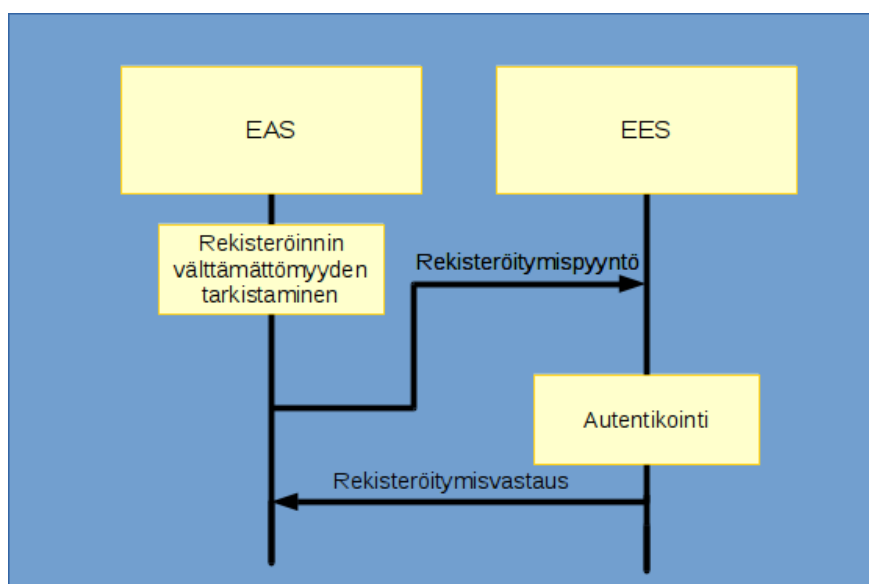 EAS
EES
Rekisteröinnin
välttämättömyyden
tarkistaminen
Rekisteröitymispyyntö
Autentikointi
Rekisteröitymisvastaus